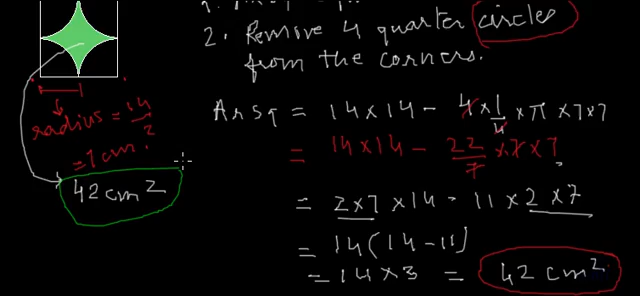 2. Remove 4 quarter circles
from the corners.
radius = 14/2
= 7 cm.
42 cm²
Ans 9 = 14 x 14 - 4 x 1/4 x π x 7 x 7
= 14 x 14 - 22/7 x 7 x 7
= 2 x 7 x 14 - 11 x 2 x 7
= 14 ( 14 - 11 )
= 14 x 3 = 42 cm²